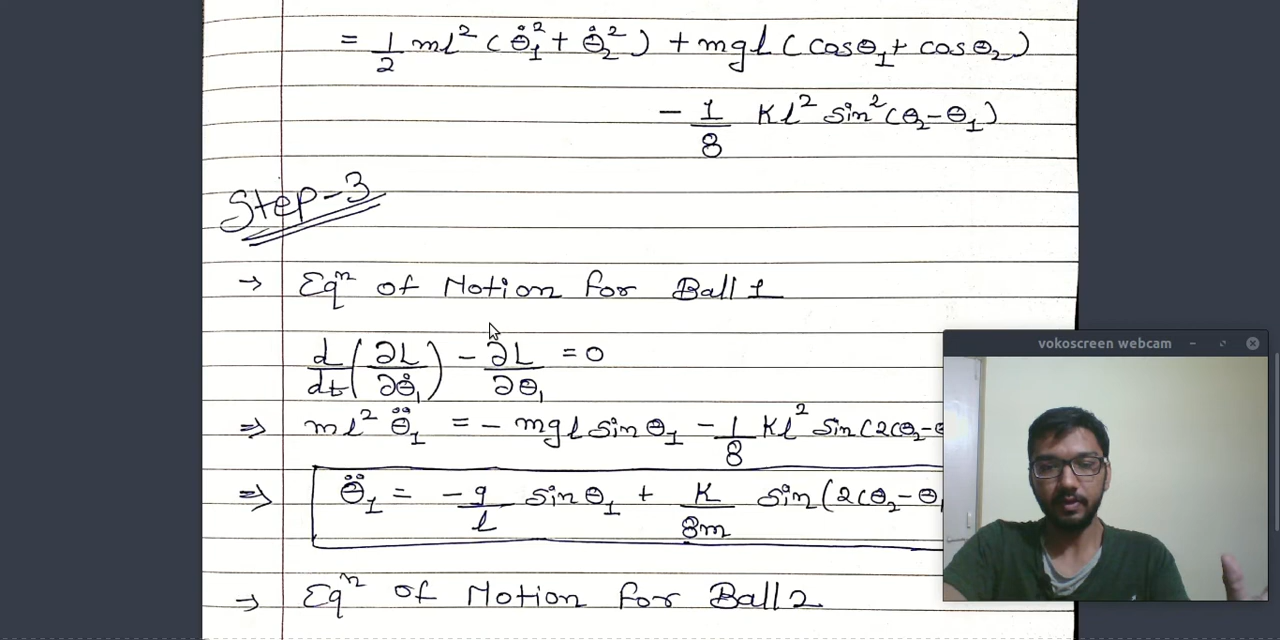 = 1/2 ml² (θ̇₁² + θ̇₂²) + mgl (cosθ₁ + cosθ₂)
- 1/8 Kl² sin²(θ₂-θ₁)
Step-3
→ Eqⁿ of Motion for Ball 1
d/dt (∂L/∂θ̇₁) - ∂L/∂θ₁ = 0
⇒ ml² θ̈₁ = - mgl sinθ₁ - 1/8 Kl² sin(2(θ₂-θ
⇒ θ̈₁ = -g/l sinθ₁ + K/8m sin(2(θ₂-θ₁
→ Eqⁿ of Motion for Ball 2
vokoscreen webcam